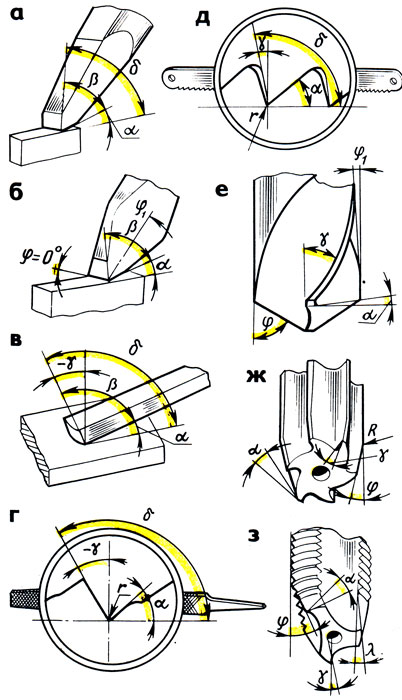 а
β
δ
α
б
φ=0°
β
φ₁
α
в
-γ
δ
β
α
г
δ
-γ
r
α
д
γ
δ
α
r
е
φ₁
γ
α
φ
ж
α
R
γ
φ
з
α
φ
λ
γ